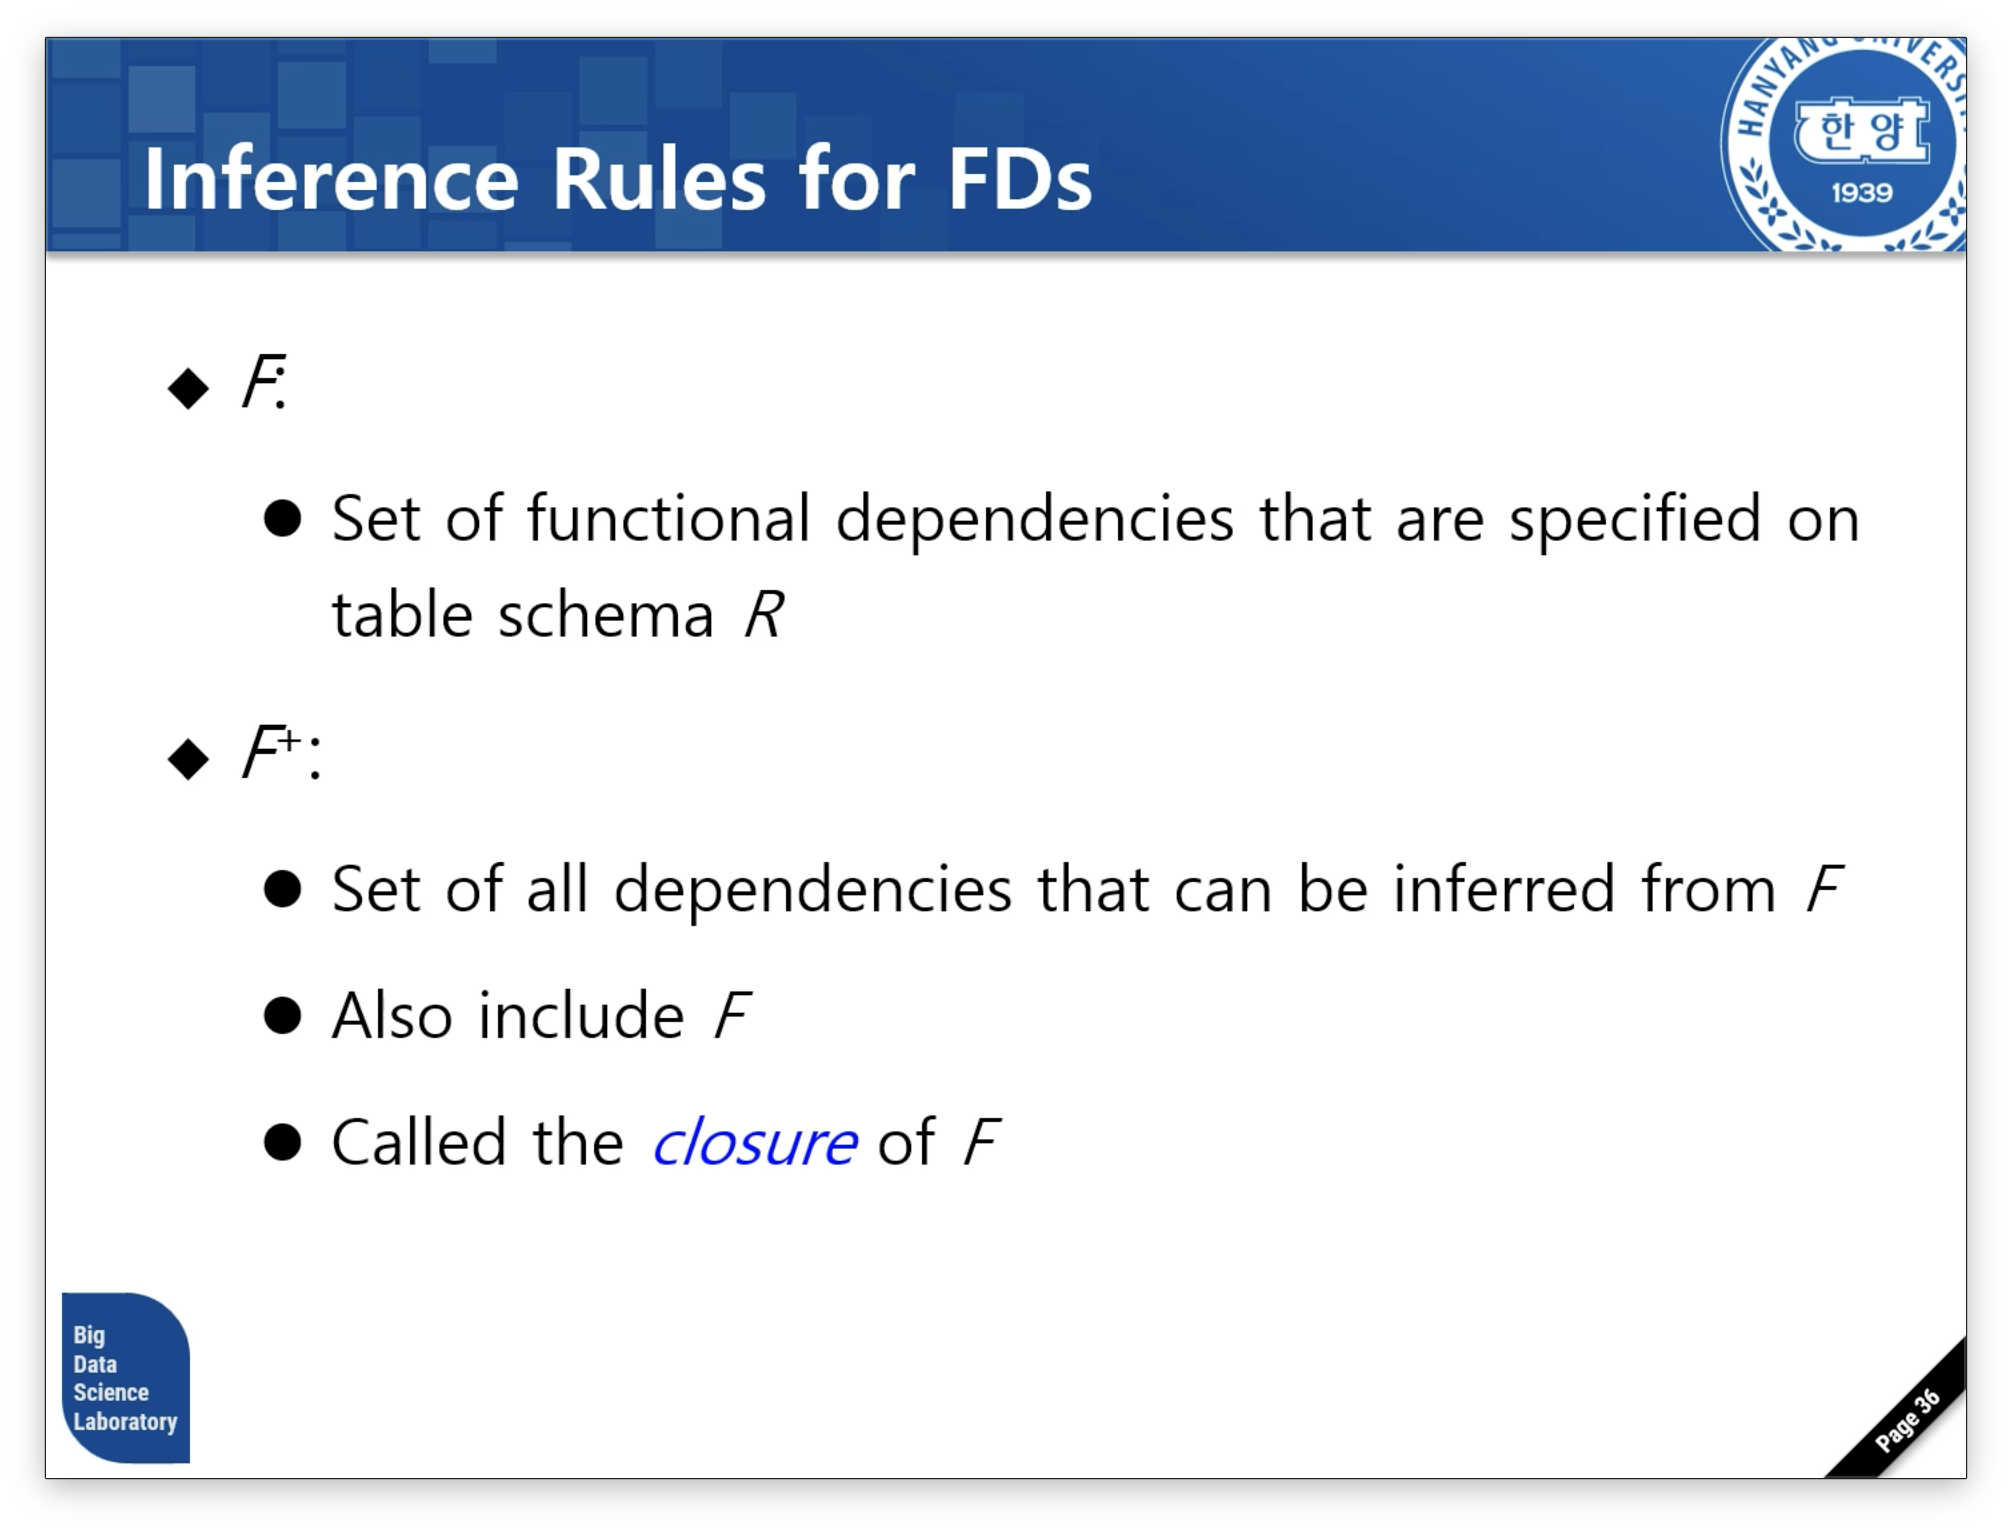 Inference Rules for FDs
HANYANG UNIVERSIT
한양
1939
◆ F:
● Set of functional dependencies that are specified on
table schema R
◆ F⁺:
● Set of all dependencies that can be inferred from F
● Also include F
● Called the closure of F
Big
Data
Science
Laboratory
Page 36